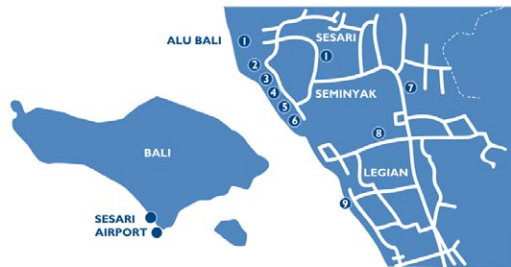 ALU BALI
1
SESARI
1
2
3
SEMINYAK
7
4
5
6
8
BALI
LEGIAN
SESARI
AIRPORT
9